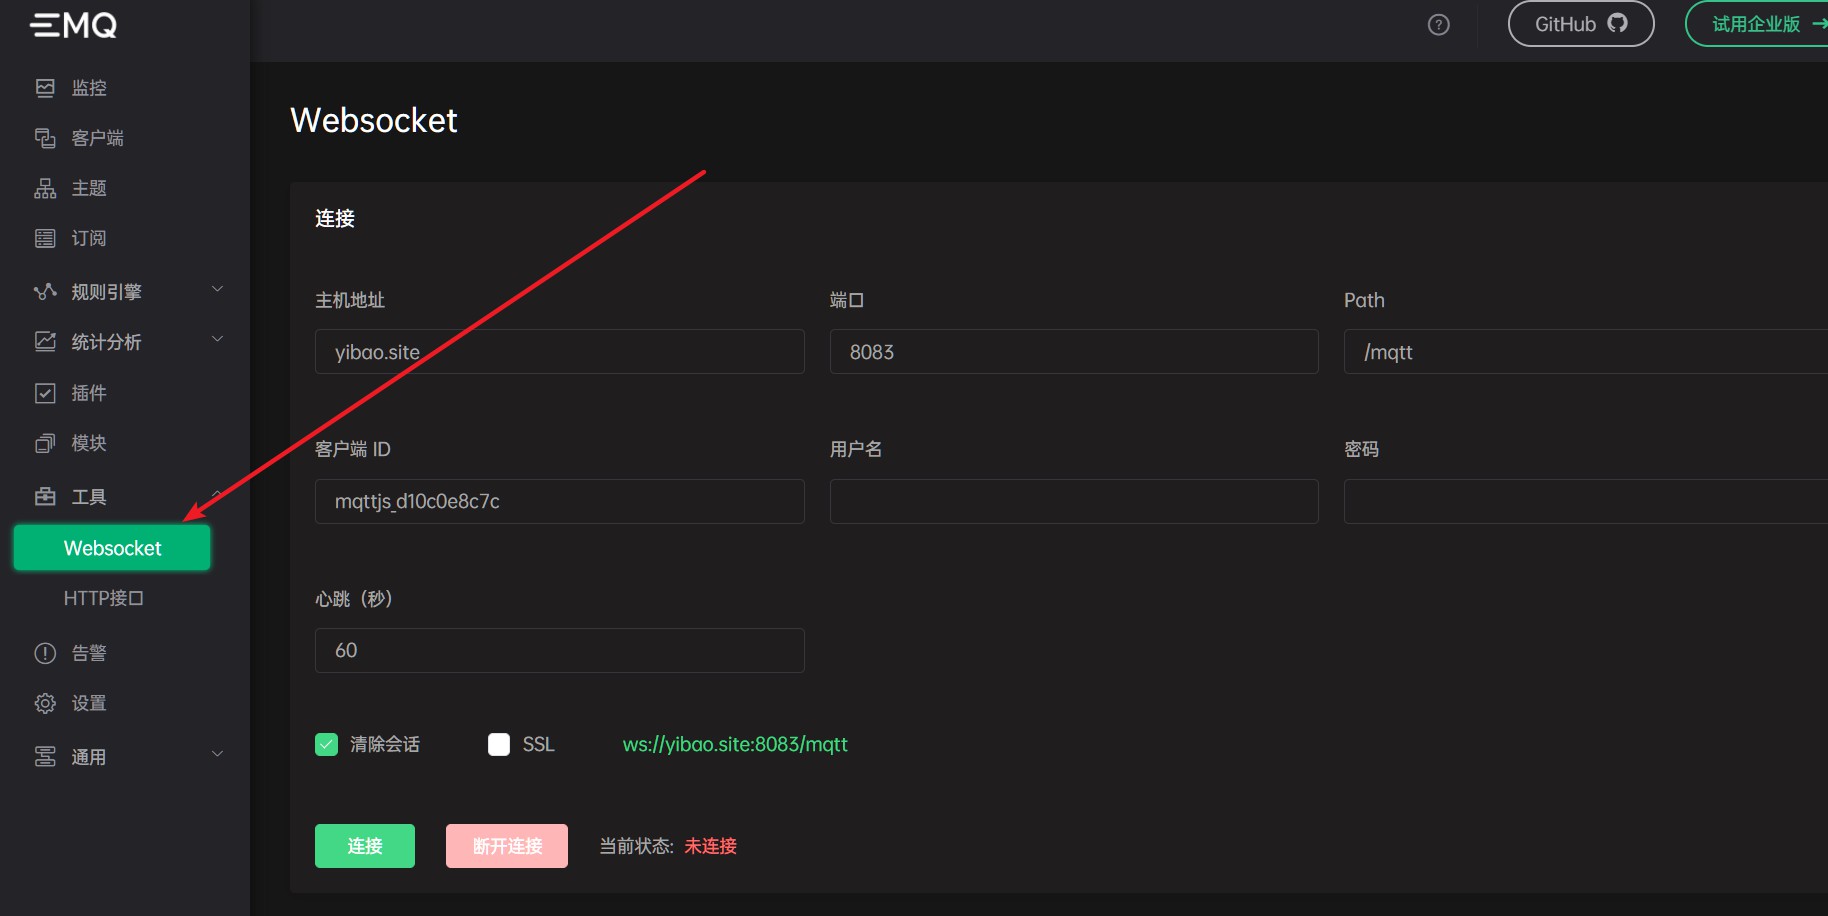 EMQ
GitHub
试用企业版
监控
客户端
主题
订阅
规则引擎
统计分析
插件
模块
工具
Websocket
HTTP接口
告警
设置
通用
Websocket
连接
主机地址
端口
Path
yibao.site
8083
/mqtt
客户端 ID
用户名
密码
mqttjs_d10c0e8c7c
心跳（秒）
60
清除会话
SSL
ws://yibao.site:8083/mqtt
连接
断开连接
当前状态: 未连接